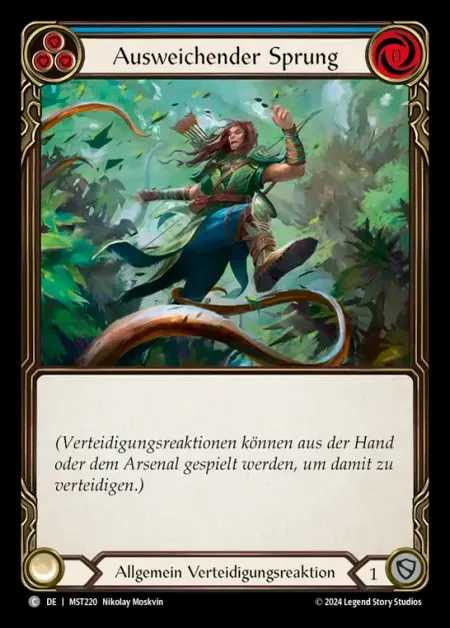 Ausweichender Sprung
0
(Verteidigungsreaktionen können aus der Hand
oder dem Arsenal gespielt werden, um damit zu
verteidigen.)
Allgemein Verteidigungsreaktion
1
C DE | MST220 Nikolay Moskvin
© 2024 Legend Story Studios